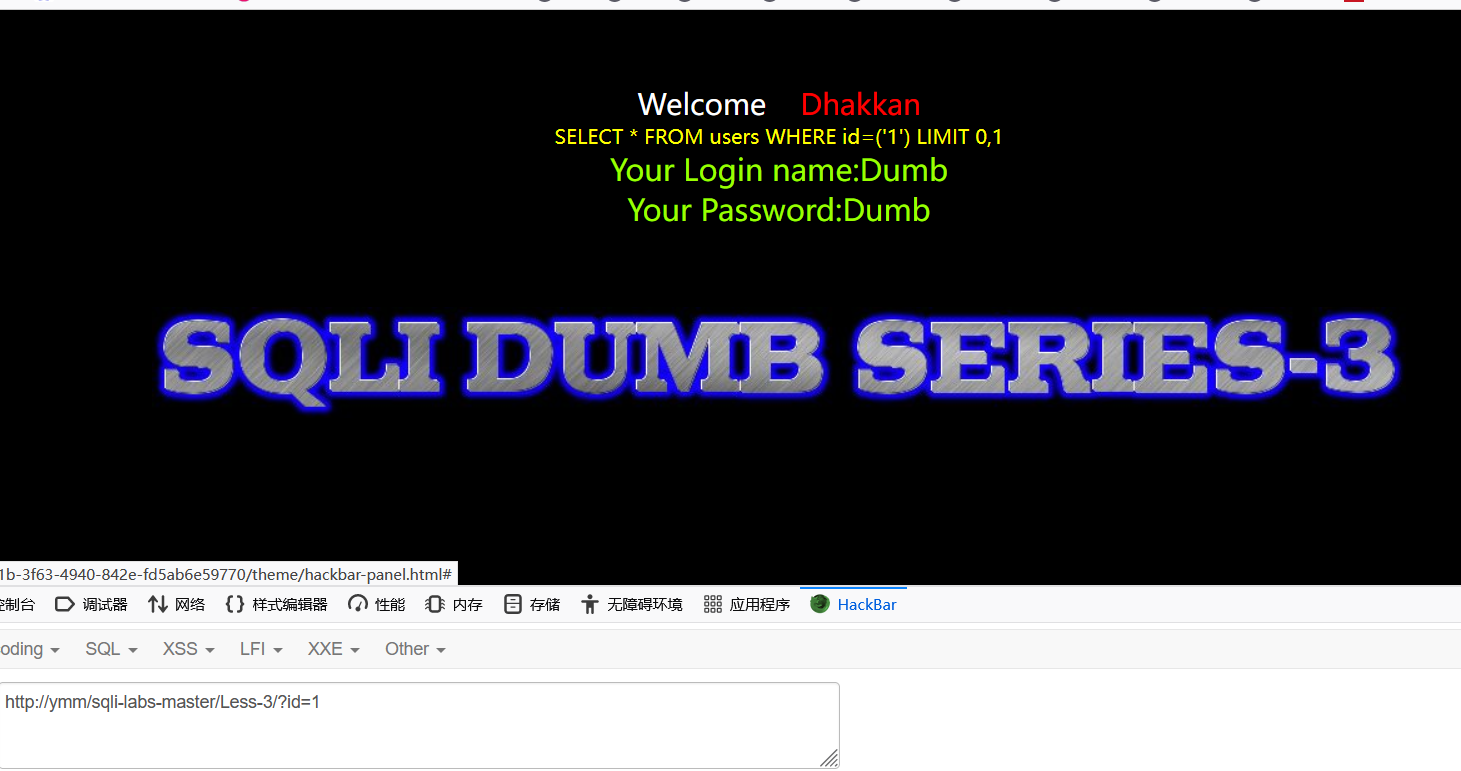 Welcome Dhakkan
SELECT * FROM users WHERE id=('1') LIMIT 0,1
Your Login name:Dumb
Your Password:Dumb
SQLI DUMB SERIES-3
1b-3f63-4940-842e-fd5ab6e59770/theme/hackbar-panel.html#
控制台 调试器 网络 样式编辑器 性能 内存 存储 无障碍环境 应用程序 HackBar
oding SQL XSS LFI XXE Other
http://ymm/sqli-labs-master/Less-3/?id=1